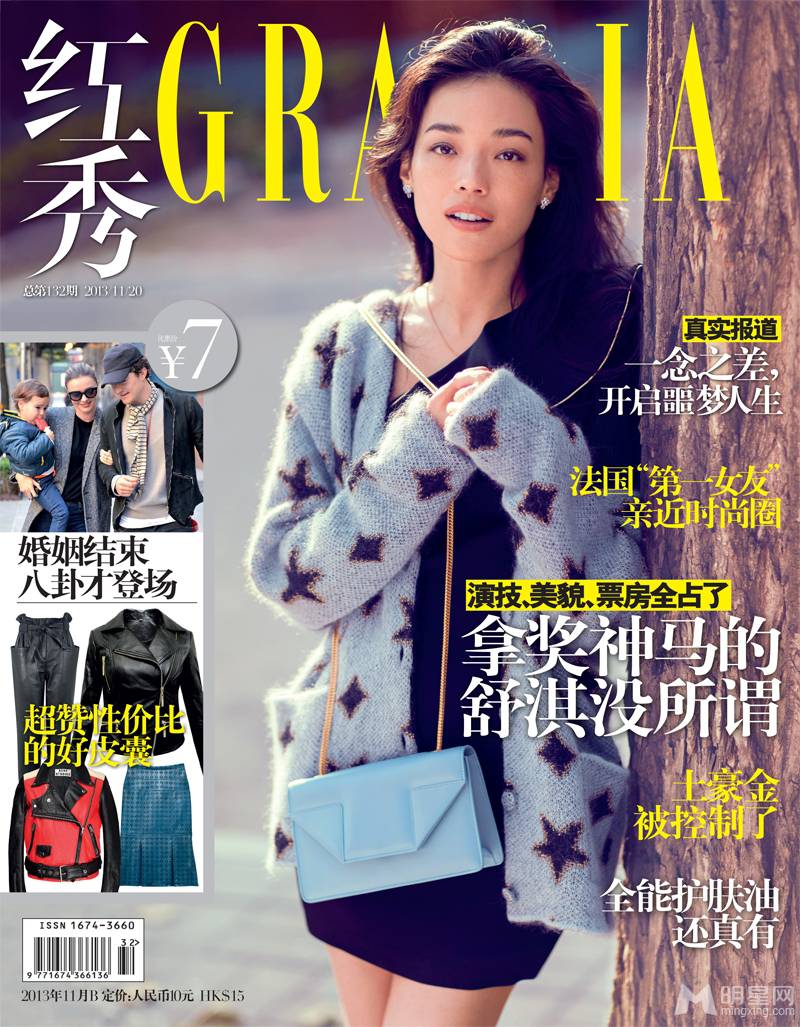 红秀
GRAZIA
总第132期 2013/11/20
优惠价
¥7
真实报道
一念之差，
开启噩梦人生
法国“第一女友”
亲近时尚圈
婚姻结束
八卦才登场
演技、美貌、票房全占了
拿奖神马的
舒淇没所谓
超赞性价比
的好皮囊
土豪金
被控制了
全能护肤油
还真有
ISSN 1674-3660
32>
9 771674 366136
2013年11月B 定价：人民币10元 HK$15
明星网
mingxing.com